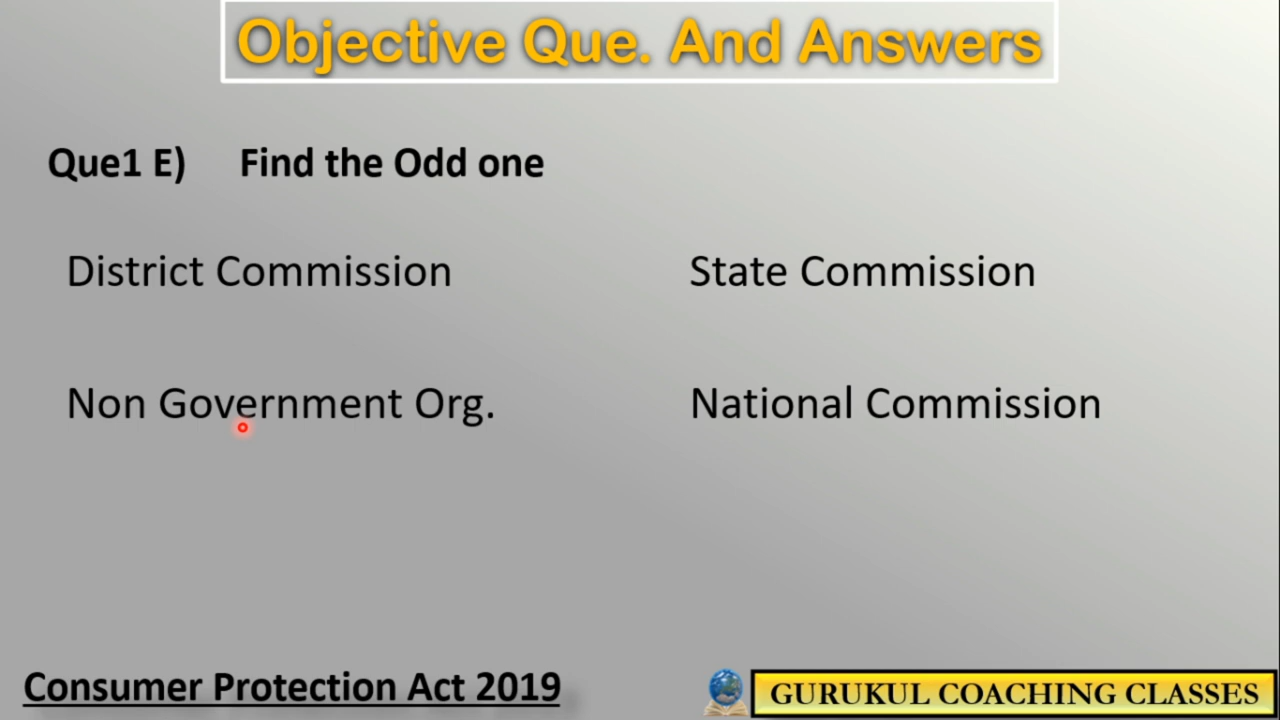 Objective Que. And Answers
Que1 E) Find the Odd one
District Commission State Commission
Non Government Org. National Commission
Consumer Protection Act 2019
GURUKUL COACHING CLASSES